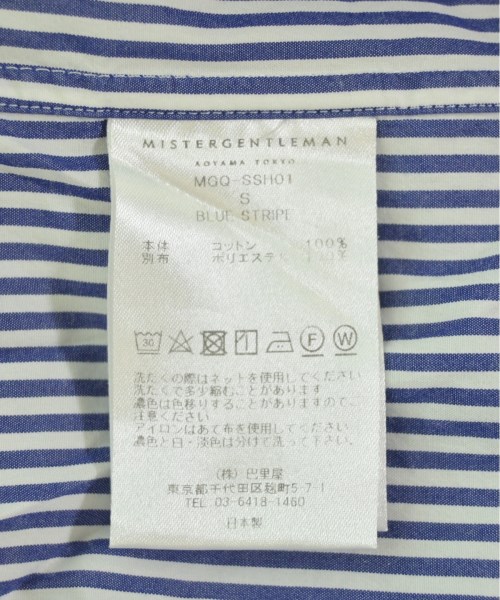 MISTERGENTLEMAN
AOYAMA TOKYO
MGQ-SSH01
S
BLUE STRIPE
本体 コットン 100%
別布 ポリエステル
30
F W
洗たくの際はネットを使用してください
洗たくで多少縮むことがあります
濃色は色移りすることがありますので、ご
注意ください
アイロンはあて布を使用してください
濃色と白・淡色は分けて洗って下さい。
(株) 巴里屋
東京都千代田区麹町5-7-1
TEL 03-6418-1460
日本製